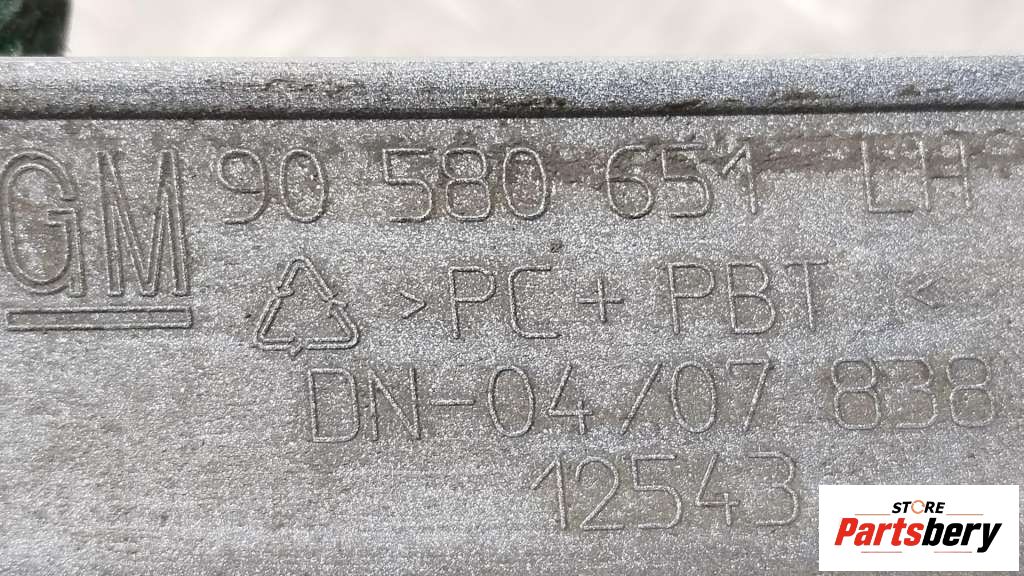 GM 90 580 651 LH
>PC+PBT<
DN-04/07 838
12543
STORE
Partsbery